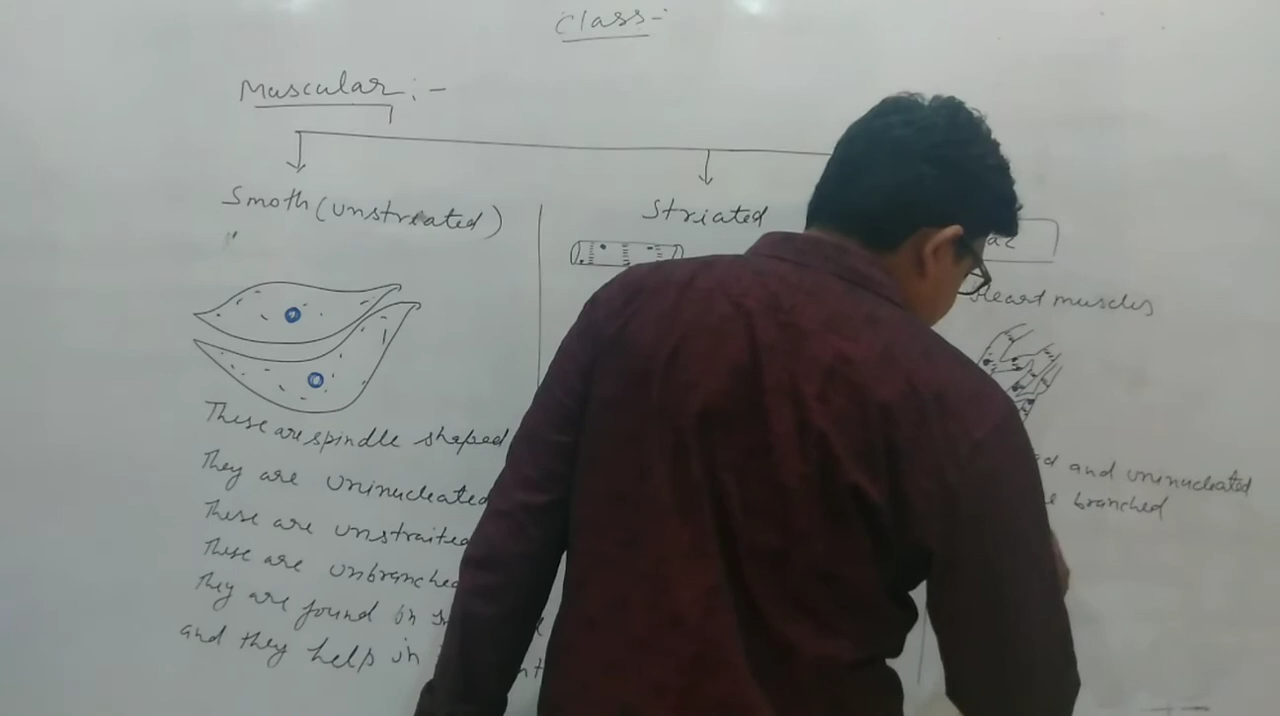 Class-
Muscular:-
Smoth (unstreated)
Striated
Heart muscles
These are spindle shaped
They are uninucleated
These are unstraited
These are unbranched
They are found in
and they help in
and uninucleated
branched